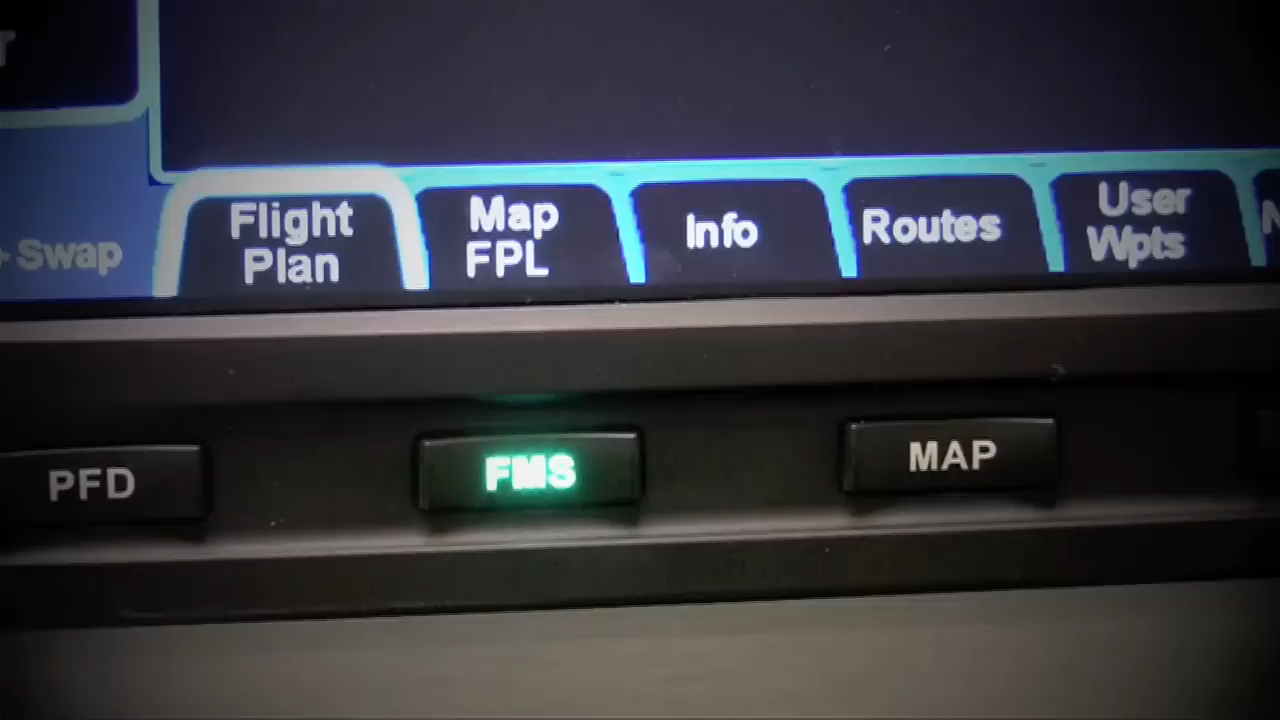 Swap
Flight
Plan
Map
FPL
Info
Routes
User
Wpts
PFD
FMS
MAP